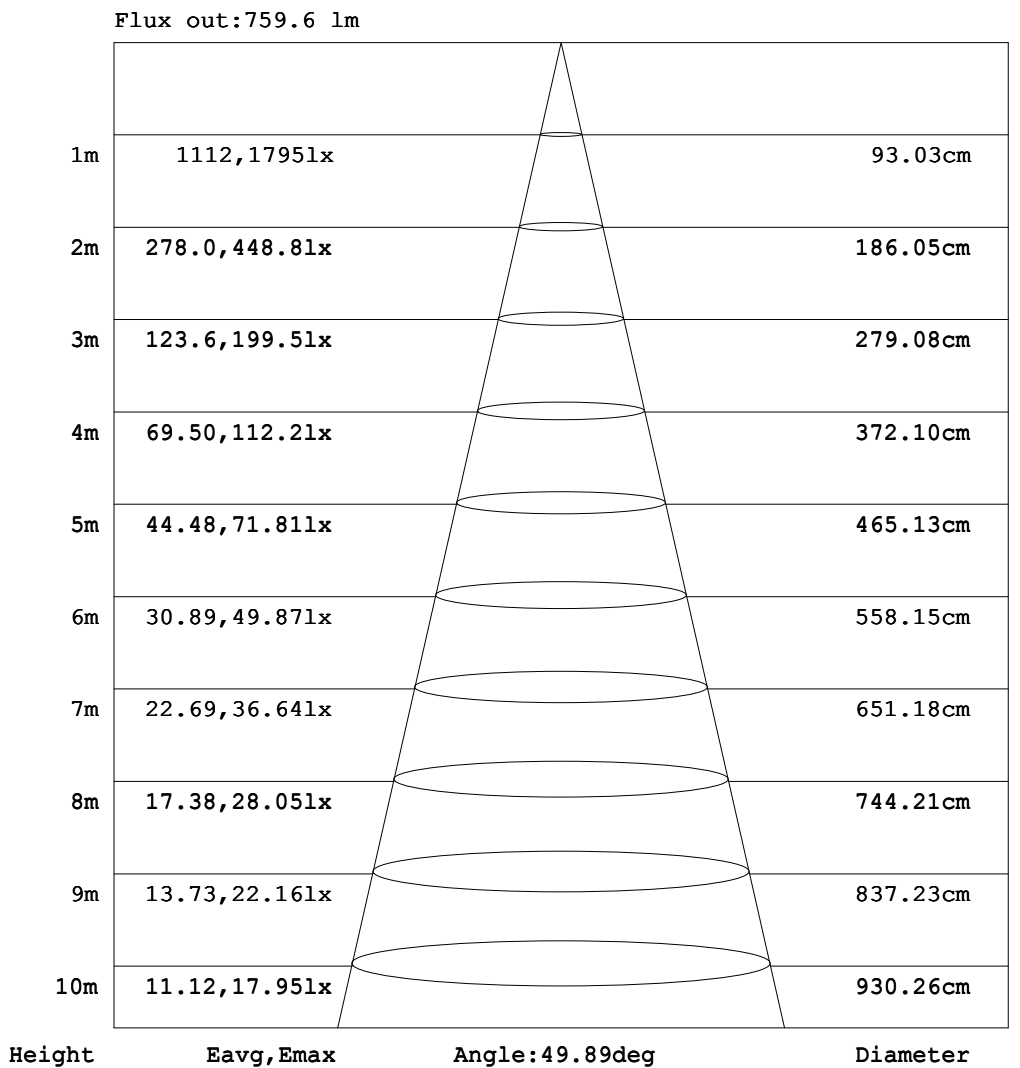 Flux out:759.6 lm
1m 1112,1795lx 93.03cm
2m 278.0,448.8lx 186.05cm
3m 123.6,199.5lx 279.08cm
4m 69.50,112.2lx 372.10cm
5m 44.48,71.81lx 465.13cm
6m 30.89,49.87lx 558.15cm
7m 22.69,36.64lx 651.18cm
8m 17.38,28.05lx 744.21cm
9m 13.73,22.16lx 837.23cm
10m 11.12,17.95lx 930.26cm
Height Eavg,Emax Angle:49.89deg Diameter